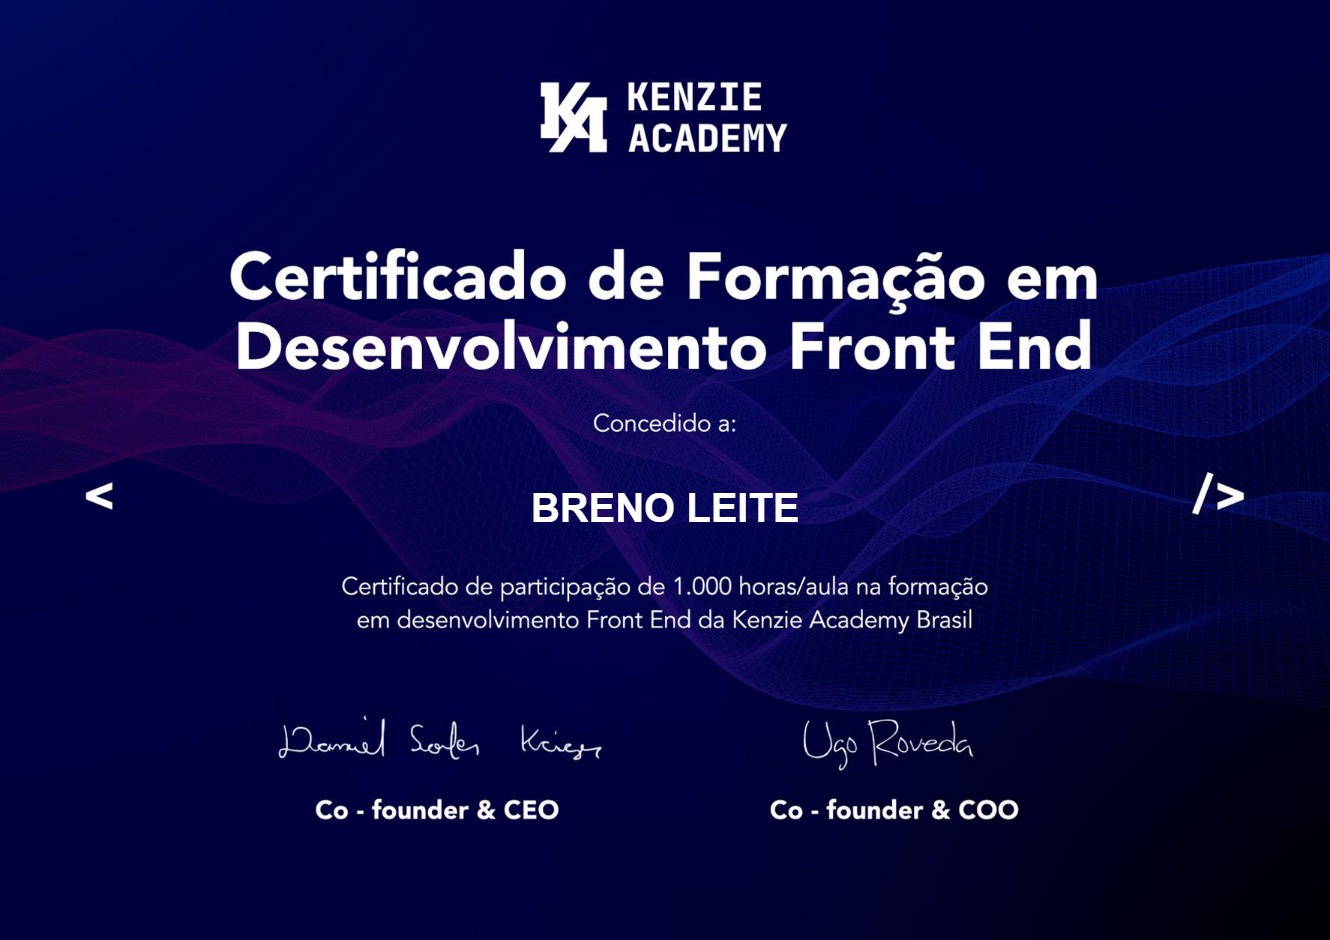 KENZIE
ACADEMY
Certificado de Formação em
Desenvolvimento Front End
Concedido a:
<
BRENO LEITE
/>
Certificado de participação de 1.000 horas/aula na formação
em desenvolvimento Front End da Kenzie Academy Brasil
Daniel
Ugo Roveda
Co - founder & CEO
Co - founder & COO